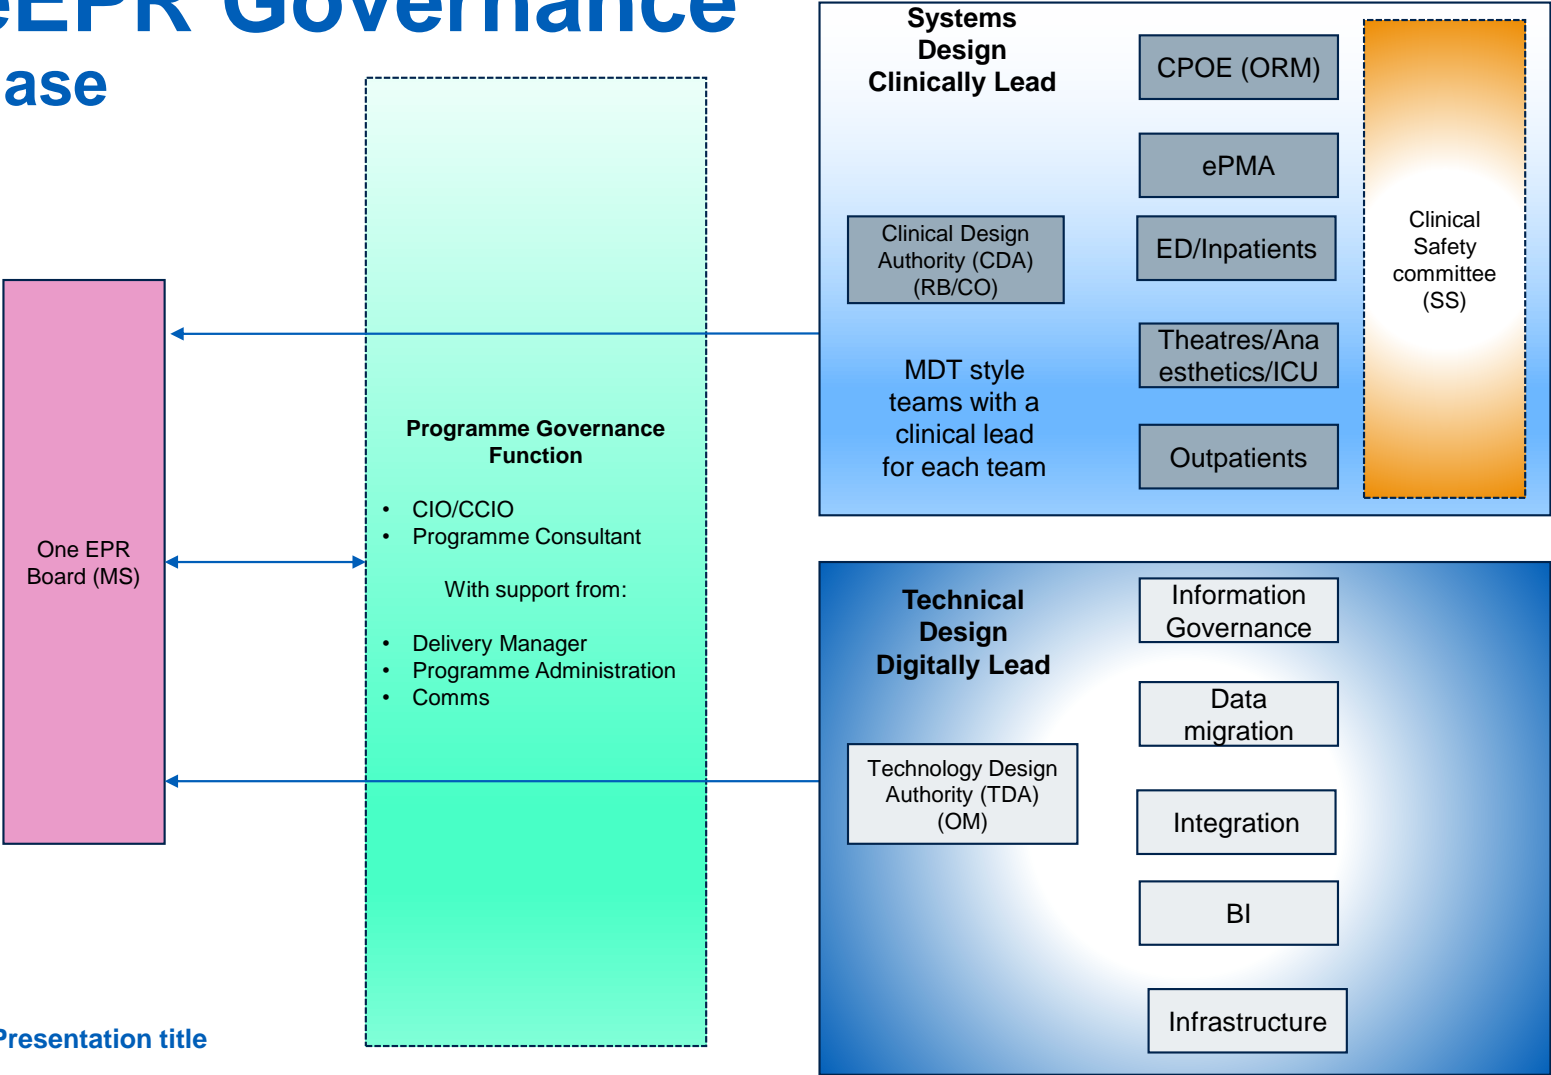 eEPR Governance
ase
One EPR
Board (MS)
Programme Governance
Function
• CIO/CCIO
• Programme Consultant
With support from:
• Delivery Manager
• Programme Administration
• Comms
Systems
Design
Clinically Lead
Clinical Design
Authority (CDA)
(RB/CO)
MDT style
teams with a
clinical lead
for each team
CPOE (ORM)
ePMA
ED/Inpatients
Theatres/Ana
esthetics/ICU
Outpatients
Clinical
Safety
committee
(SS)
Technical
Design
Digitally Lead
Technology Design
Authority (TDA)
(OM)
Information
Governance
Data
migration
Integration
BI
Infrastructure
Presentation title